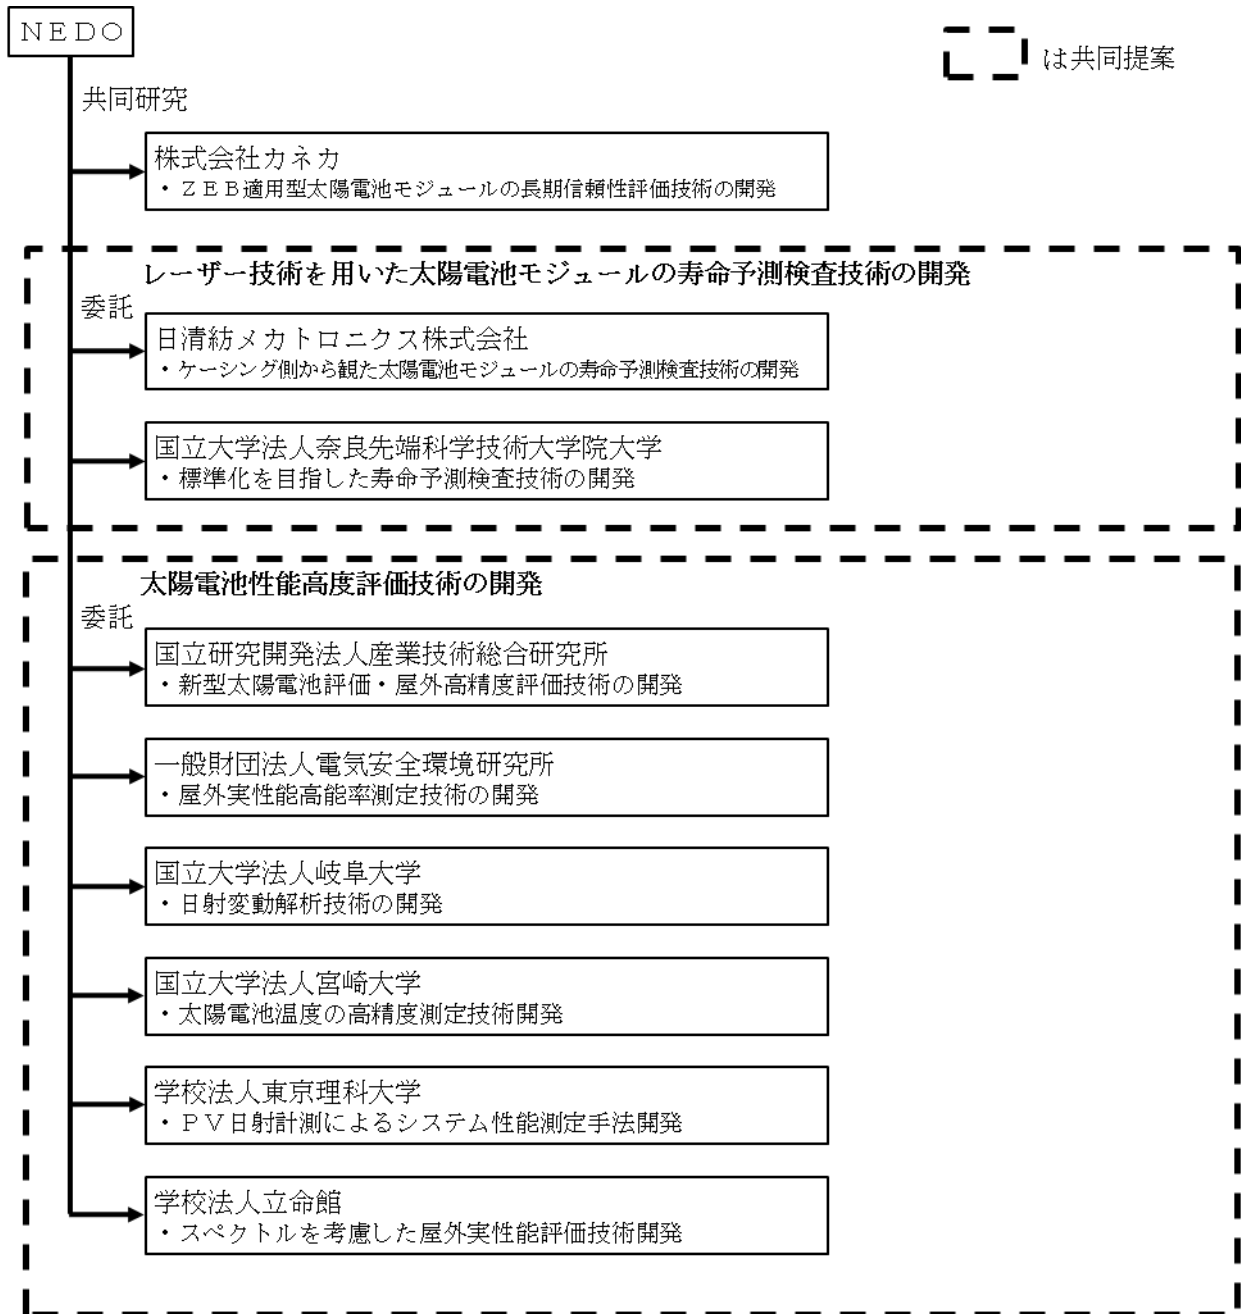 ＮＥＤＯ
は共同提案
共同研究
株式会社カネカ
・ＺＥＢ適用型太陽電池モジュールの長期信頼性評価技術の開発
レーザー技術を用いた太陽電池モジュールの寿命予測検査技術の開発
委託
日清紡メカトロニクス株式会社
・ケーシング側から観た太陽電池モジュールの寿命予測検査技術の開発
国立大学法人奈良先端科学技術大学院大学
・標準化を目指した寿命予測検査技術の開発
太陽電池性能高度評価技術の開発
委託
国立研究開発法人産業技術総合研究所
・新型太陽電池評価・屋外高精度評価技術の開発
一般財団法人電気安全環境研究所
・屋外実性能高能率測定技術の開発
国立大学法人岐阜大学
・日射変動解析技術の開発
国立大学法人宮崎大学
・太陽電池温度の高精度測定技術開発
学校法人東京理科大学
・ＰＶ日射計測によるシステム性能測定手法開発
学校法人立命館
・スペクトルを考慮した屋外実性能評価技術開発